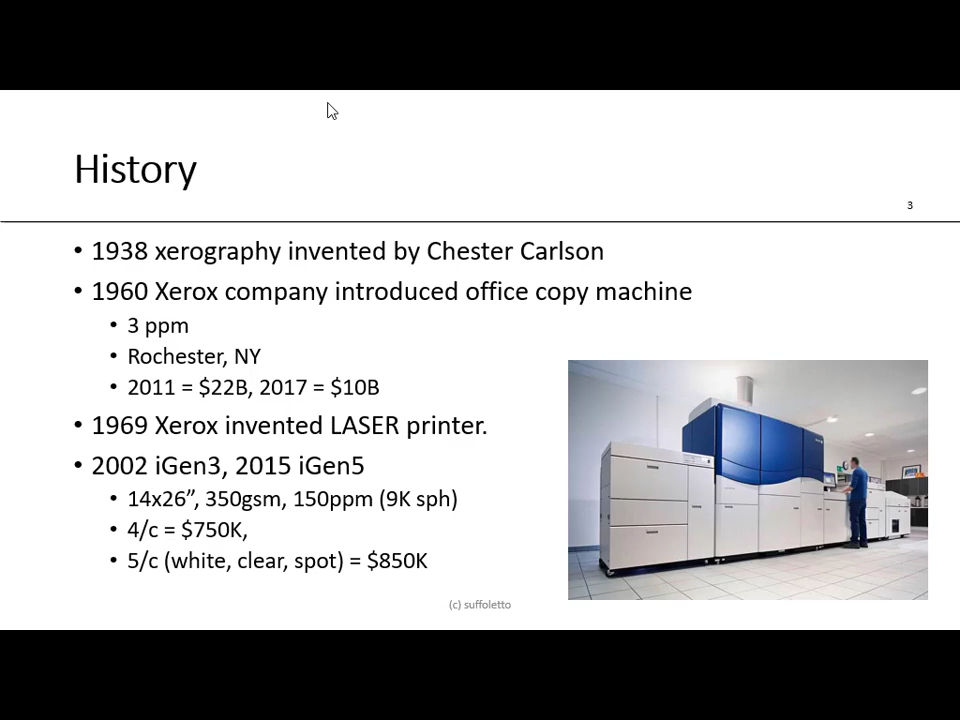 History
3
• 1938 xerography invented by Chester Carlson
• 1960 Xerox company introduced office copy machine
• 3 ppm
• Rochester, NY
• 2011 = $22B, 2017 = $10B
• 1969 Xerox invented LASER printer.
• 2002 iGen3, 2015 iGen5
• 14x26”, 350gsm, 150ppm (9K sph)
• 4/c = $750K,
• 5/c (white, clear, spot) = $850K
(c) suffoletto